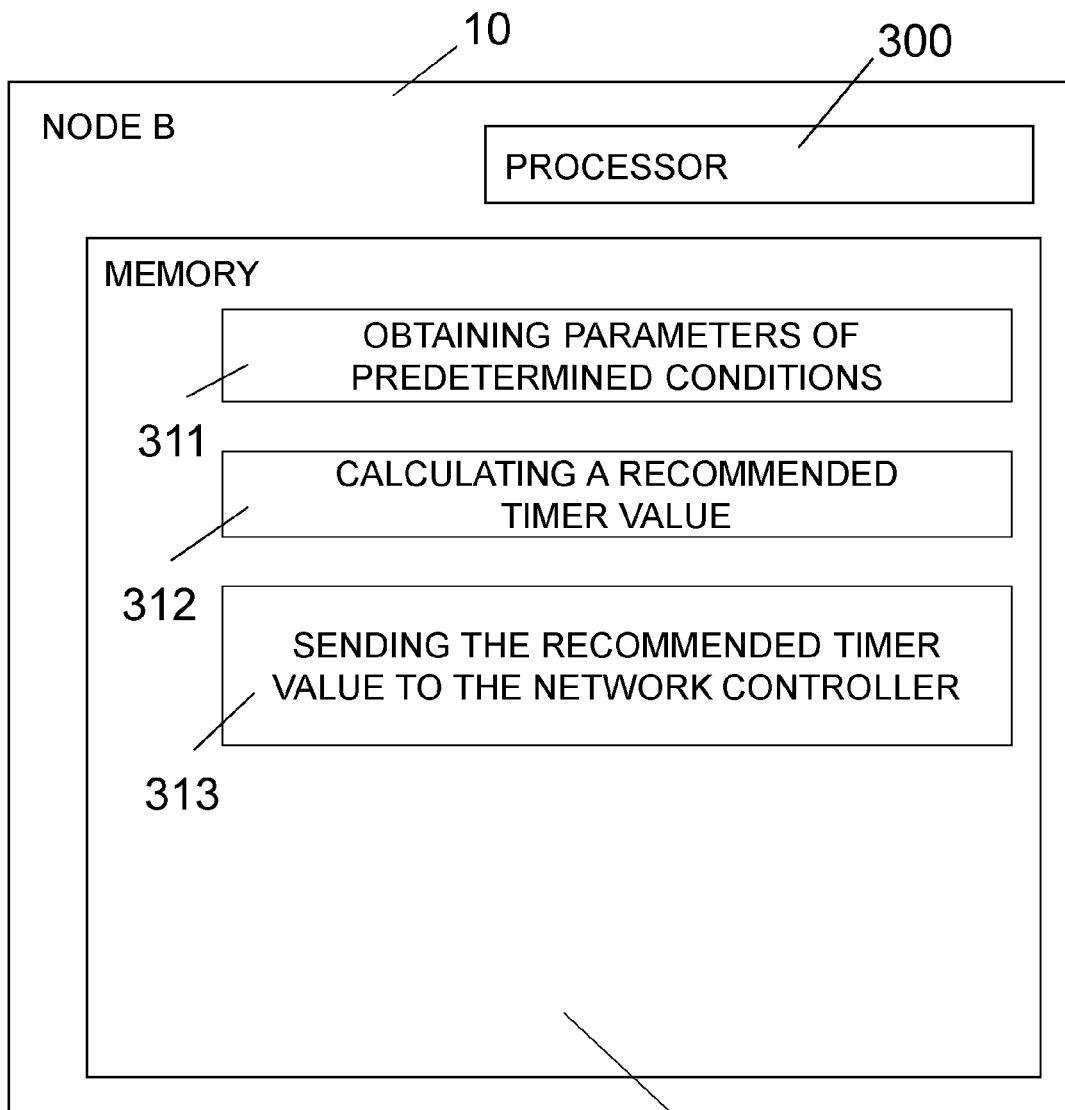 10
300
NODE B
PROCESSOR
MEMORY
OBTAINING PARAMETERS OF
PREDETERMINED CONDITIONS
311
CALCULATING A RECOMMENDED
TIMER VALUE
312
SENDING THE RECOMMENDED TIMER
VALUE TO THE NETWORK CONTROLLER
313